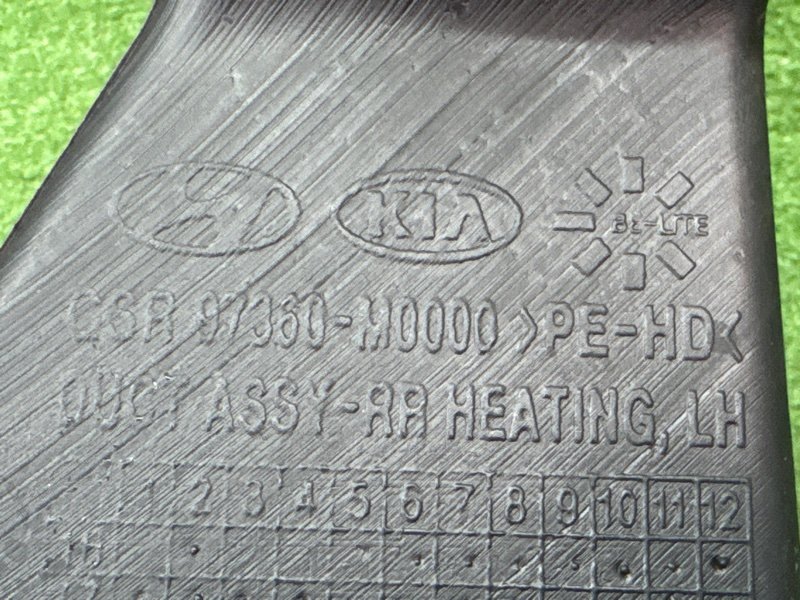 KIA BE-LITE
97360-M0000 >PE-HD<
DUCT ASSY-RR HEATING, LH
1 2 3 4 5 6 7 8 9 10 11 12